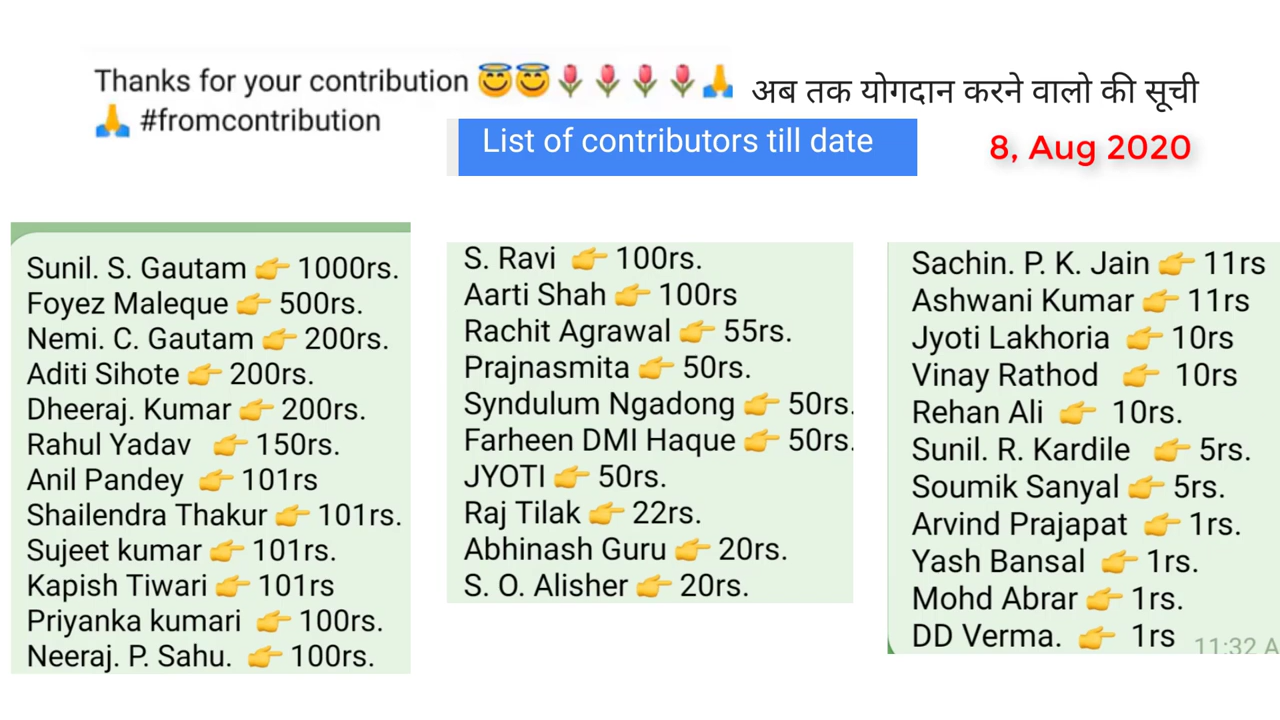 Thanks for your contribution 😇😇🌷🌷🌷🌷🙏
🙏 #fromcontribution
अब तक योगदान करने वालो की सूची
List of contributors till date
8, Aug 2020
Sunil. S. Gautam 👉 1000rs.
Foyez Maleque 👉 500rs.
Nemi. C. Gautam 👉 200rs.
Aditi Sihote 👉 200rs.
Dheeraj. Kumar 👉 200rs.
Rahul Yadav 👉 150rs.
Anil Pandey 👉 101rs
Shailendra Thakur 👉 101rs.
Sujeet kumar 👉 101rs.
Kapish Tiwari 👉 101rs
Priyanka kumari 👉 100rs.
Neeraj. P. Sahu. 👉 100rs.
S. Ravi 👉 100rs.
Aarti Shah 👉 100rs
Rachit Agrawal 👉 55rs.
Prajnasmita 👉 50rs.
Syndulum Ngadong 👉 50rs.
Farheen DMI Haque 👉 50rs.
JYOTI 👉 50rs.
Raj Tilak 👉 22rs.
Abhinash Guru 👉 20rs.
S. O. Alisher 👉 20rs.
Sachin. P. K. Jain 👉 11rs
Ashwani Kumar 👉 11rs
Jyoti Lakhoria 👉 10rs
Vinay Rathod 👉 10rs
Rehan Ali 👉 10rs.
Sunil. R. Kardile 👉 5rs.
Soumik Sanyal 👉 5rs.
Arvind Prajapat 👉 1rs.
Yash Bansal 👉 1rs.
Mohd Abrar 👉 1rs.
DD Verma. 👉 1rs
11:32 A